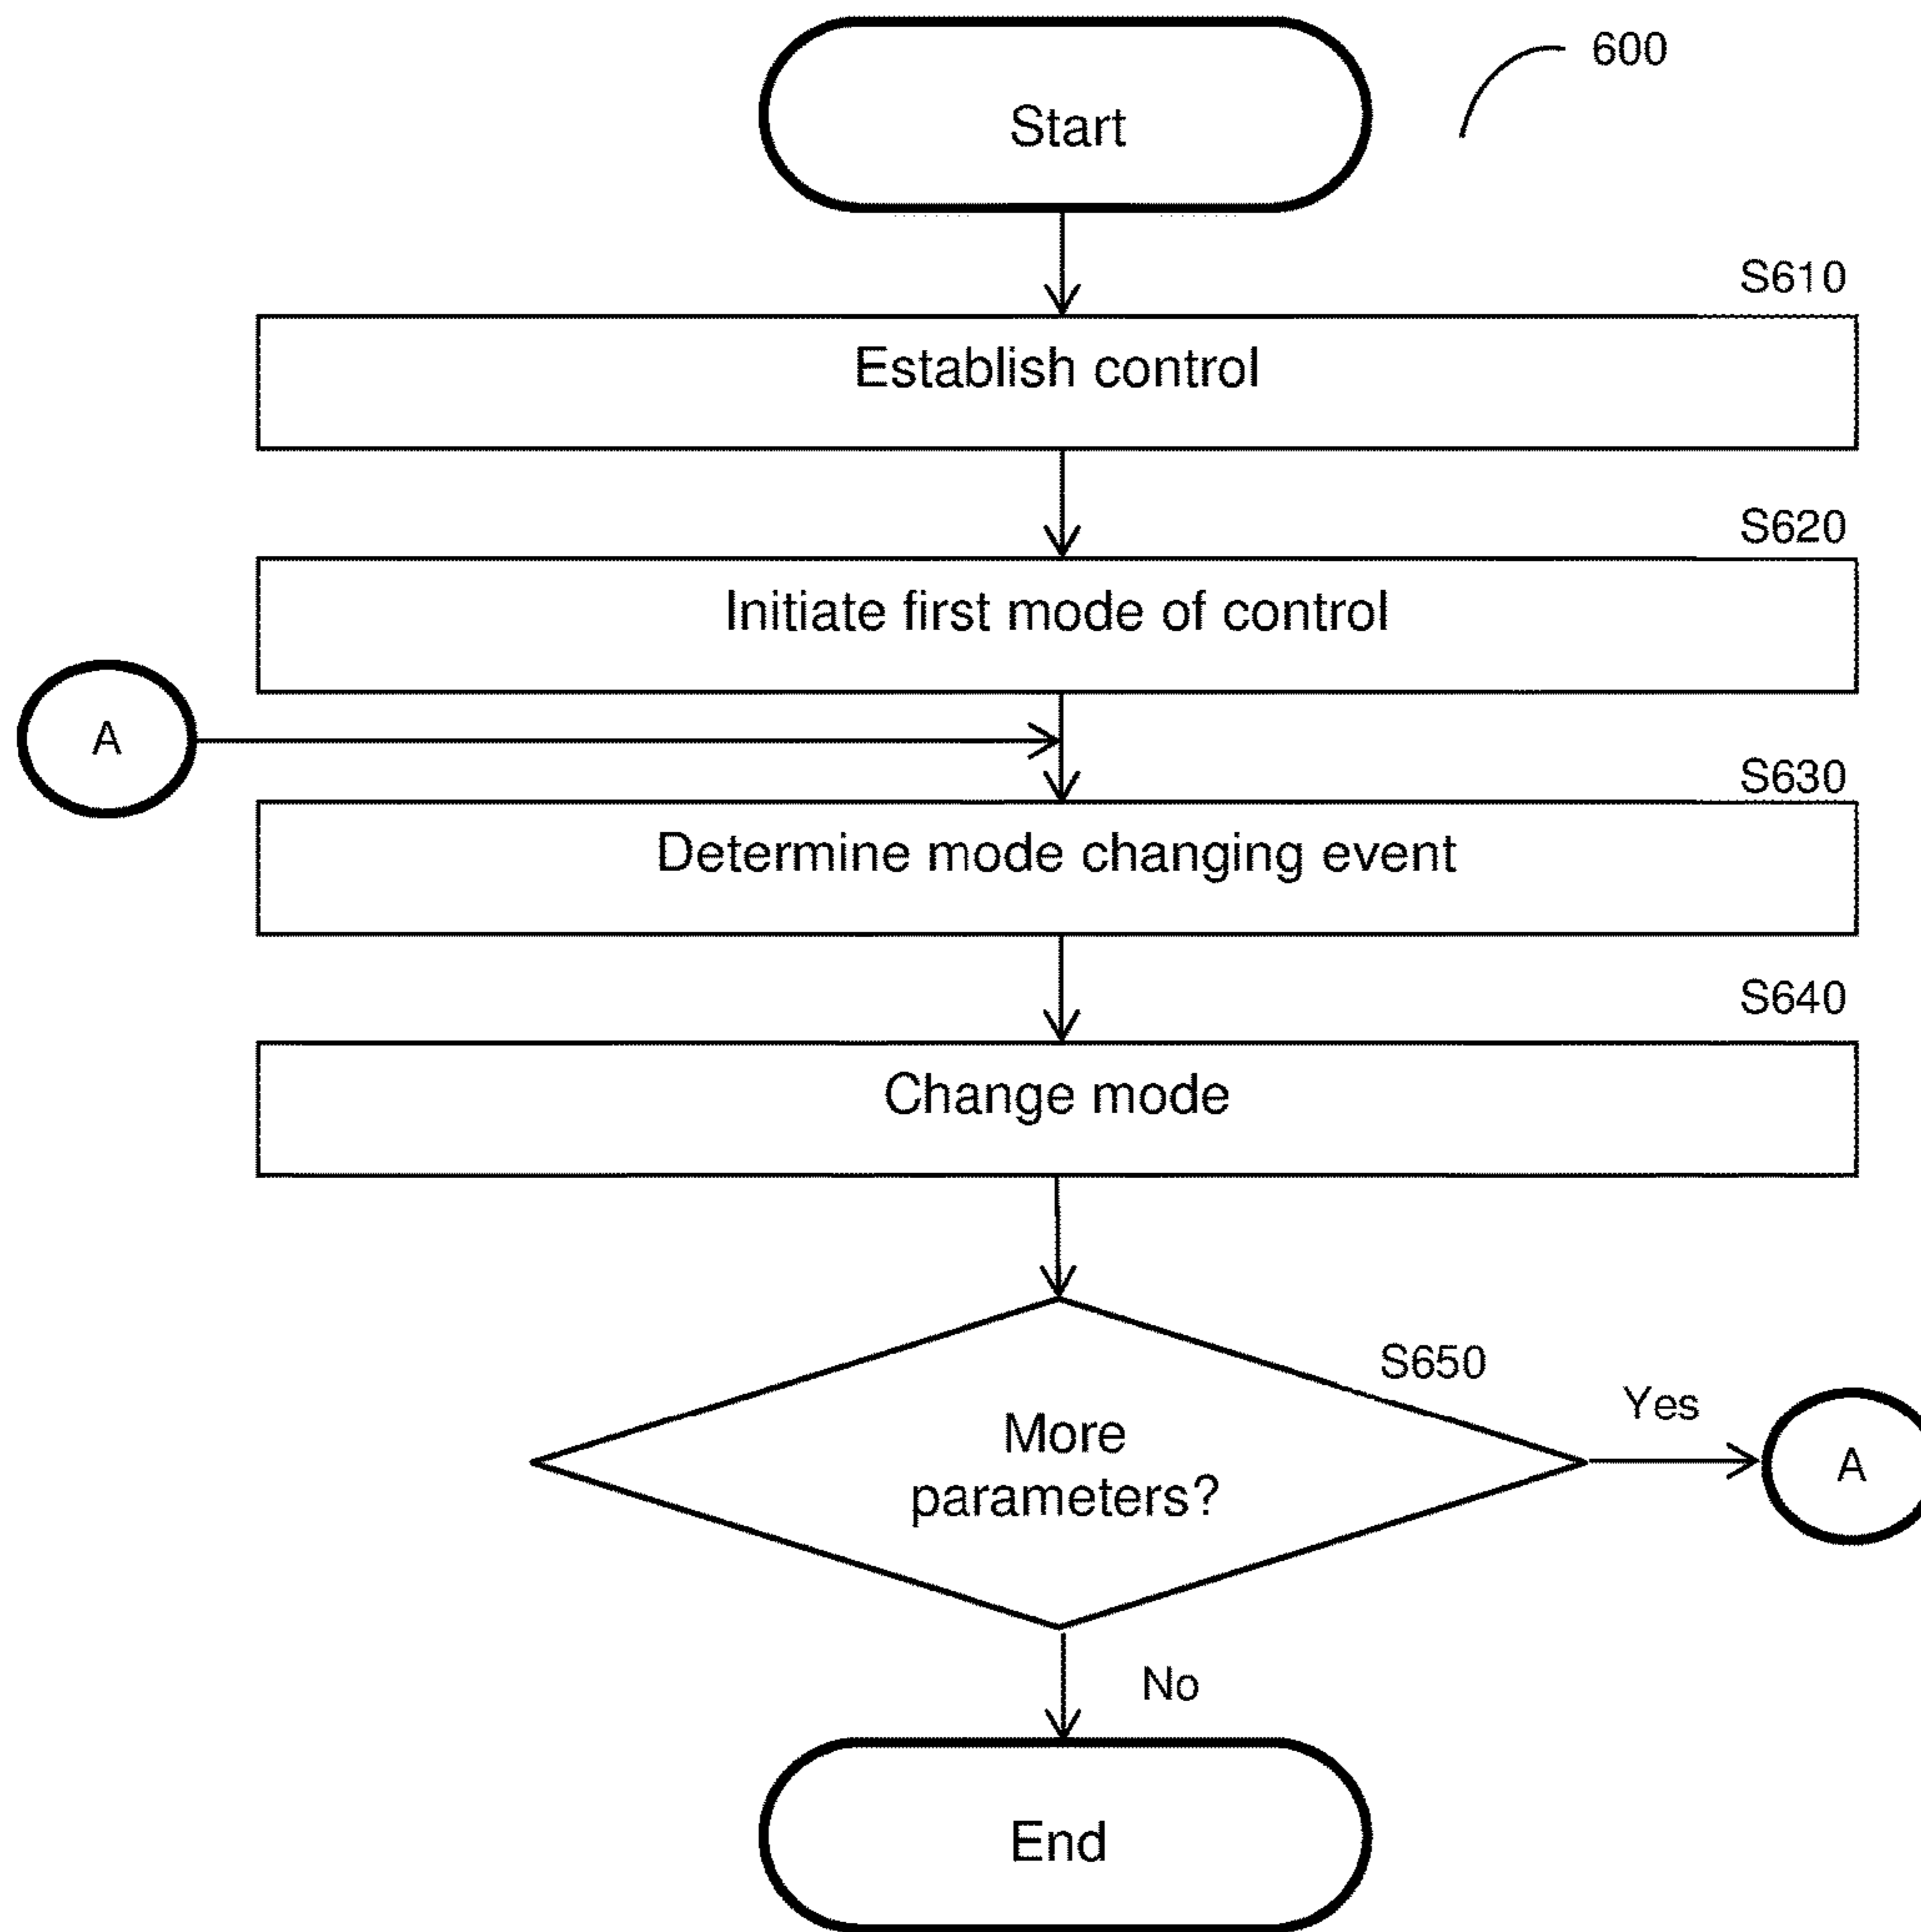 Start
600
S610
Establish control
S620
Initiate first mode of control
A
S630
Determine mode changing event
S640
Change mode
S650
More
parameters?
Yes
A
No
End